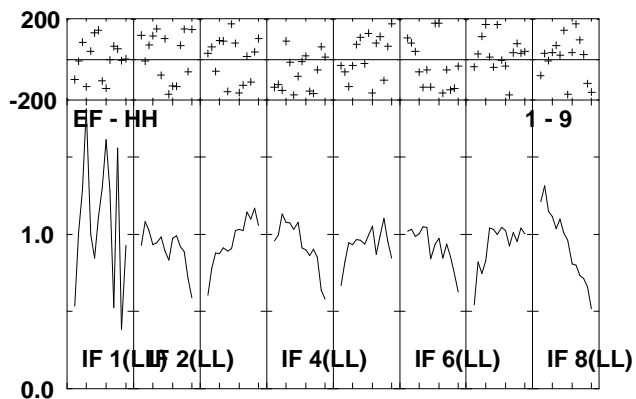 200
-200
EF - HH 1 - 9
1.0
IF 1(LL) IF 2(LL) IF 4(LL) IF 6(LL) IF 8(LL)
0.0